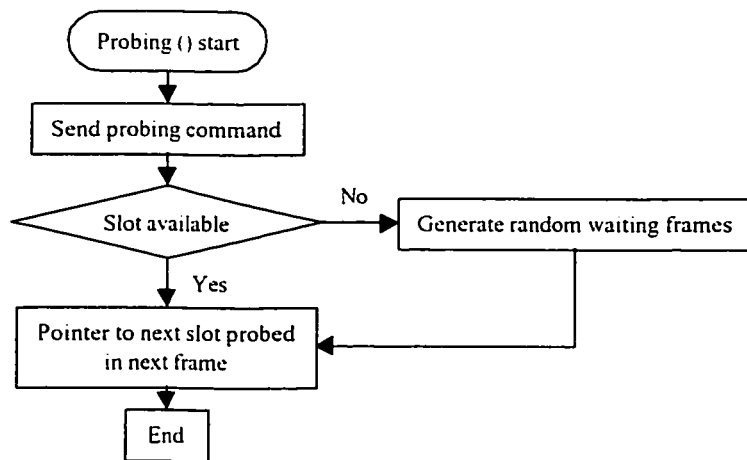 Probing () start
Send probing command
Slot available
No
Generate random waiting frames
Yes
Pointer to next slot probed
in next frame
End